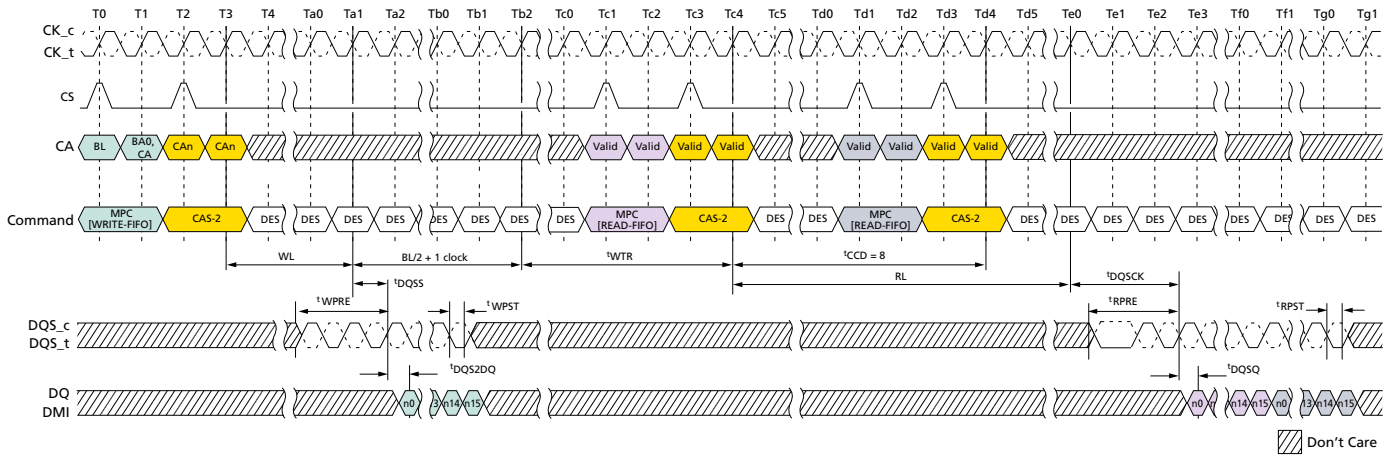 T0 T1 T2 T3 T4 Ta0 Ta1 Ta2 Tb0 Tb1 Tb2 Tc0 Tc1 Tc2 Tc3 Tc4 Tc5 Td0 Td1 Td2 Td3 Td4 Td5 Te0 Te1 Te2 Te3 Tf0 Tf1 Tg0 Tg1
CK_c
CK_t
CS
CA BL BA0, CA CAn CAn Valid Valid Valid Valid Valid Valid Valid Valid
Command MPC [WRITE-FIFO] CAS-2 DES DES DES DES DES DES DES DES MPC [READ-FIFO] CAS-2 DES DES MPC [READ-FIFO] CAS-2 DES DES DES DES DES DES DES DES
WL BL/2 + 1 clock tWTR tCCD = 8
tDQSS RL tDQSCK
tWPRE tWPST tRPRE tRPST
DQS_c
DQS_t
tDQS2DQ tDQSQ
DQ
DMI
n0 n14 n15 n0 n14 n15 n0 13 n14 n15
Don't Care